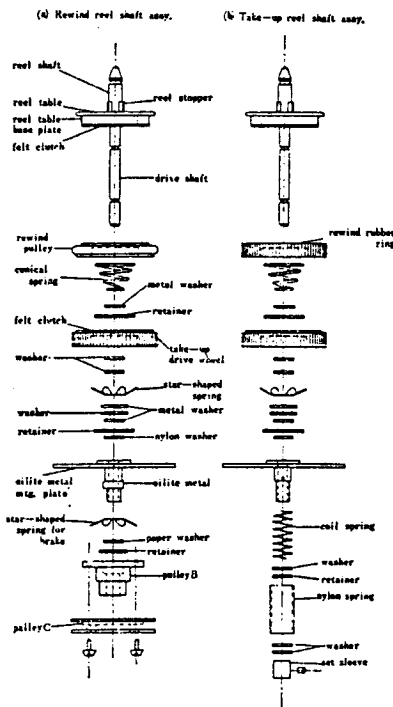 (a) Rewind reel shaft assy.
(b) Take-up reel shaft assy.
reel shaft
reel table
reel stopper
reel table
base plate
felt clutch
drive shaft
rewind
pulley
rewind rubber
ring
conical
spring
metal washer
retainer
felt clutch
take-up
drive wheel
washer
star-shaped
spring
washer
metal washer
retainer
nylon washer
oilite metal
mtg. plate
oilite metal
star-shaped
spring for
brake
coil spring
paper washer
retainer
pulley B
washer
retainer
nylon spring
pulley C
washer
set sleeve